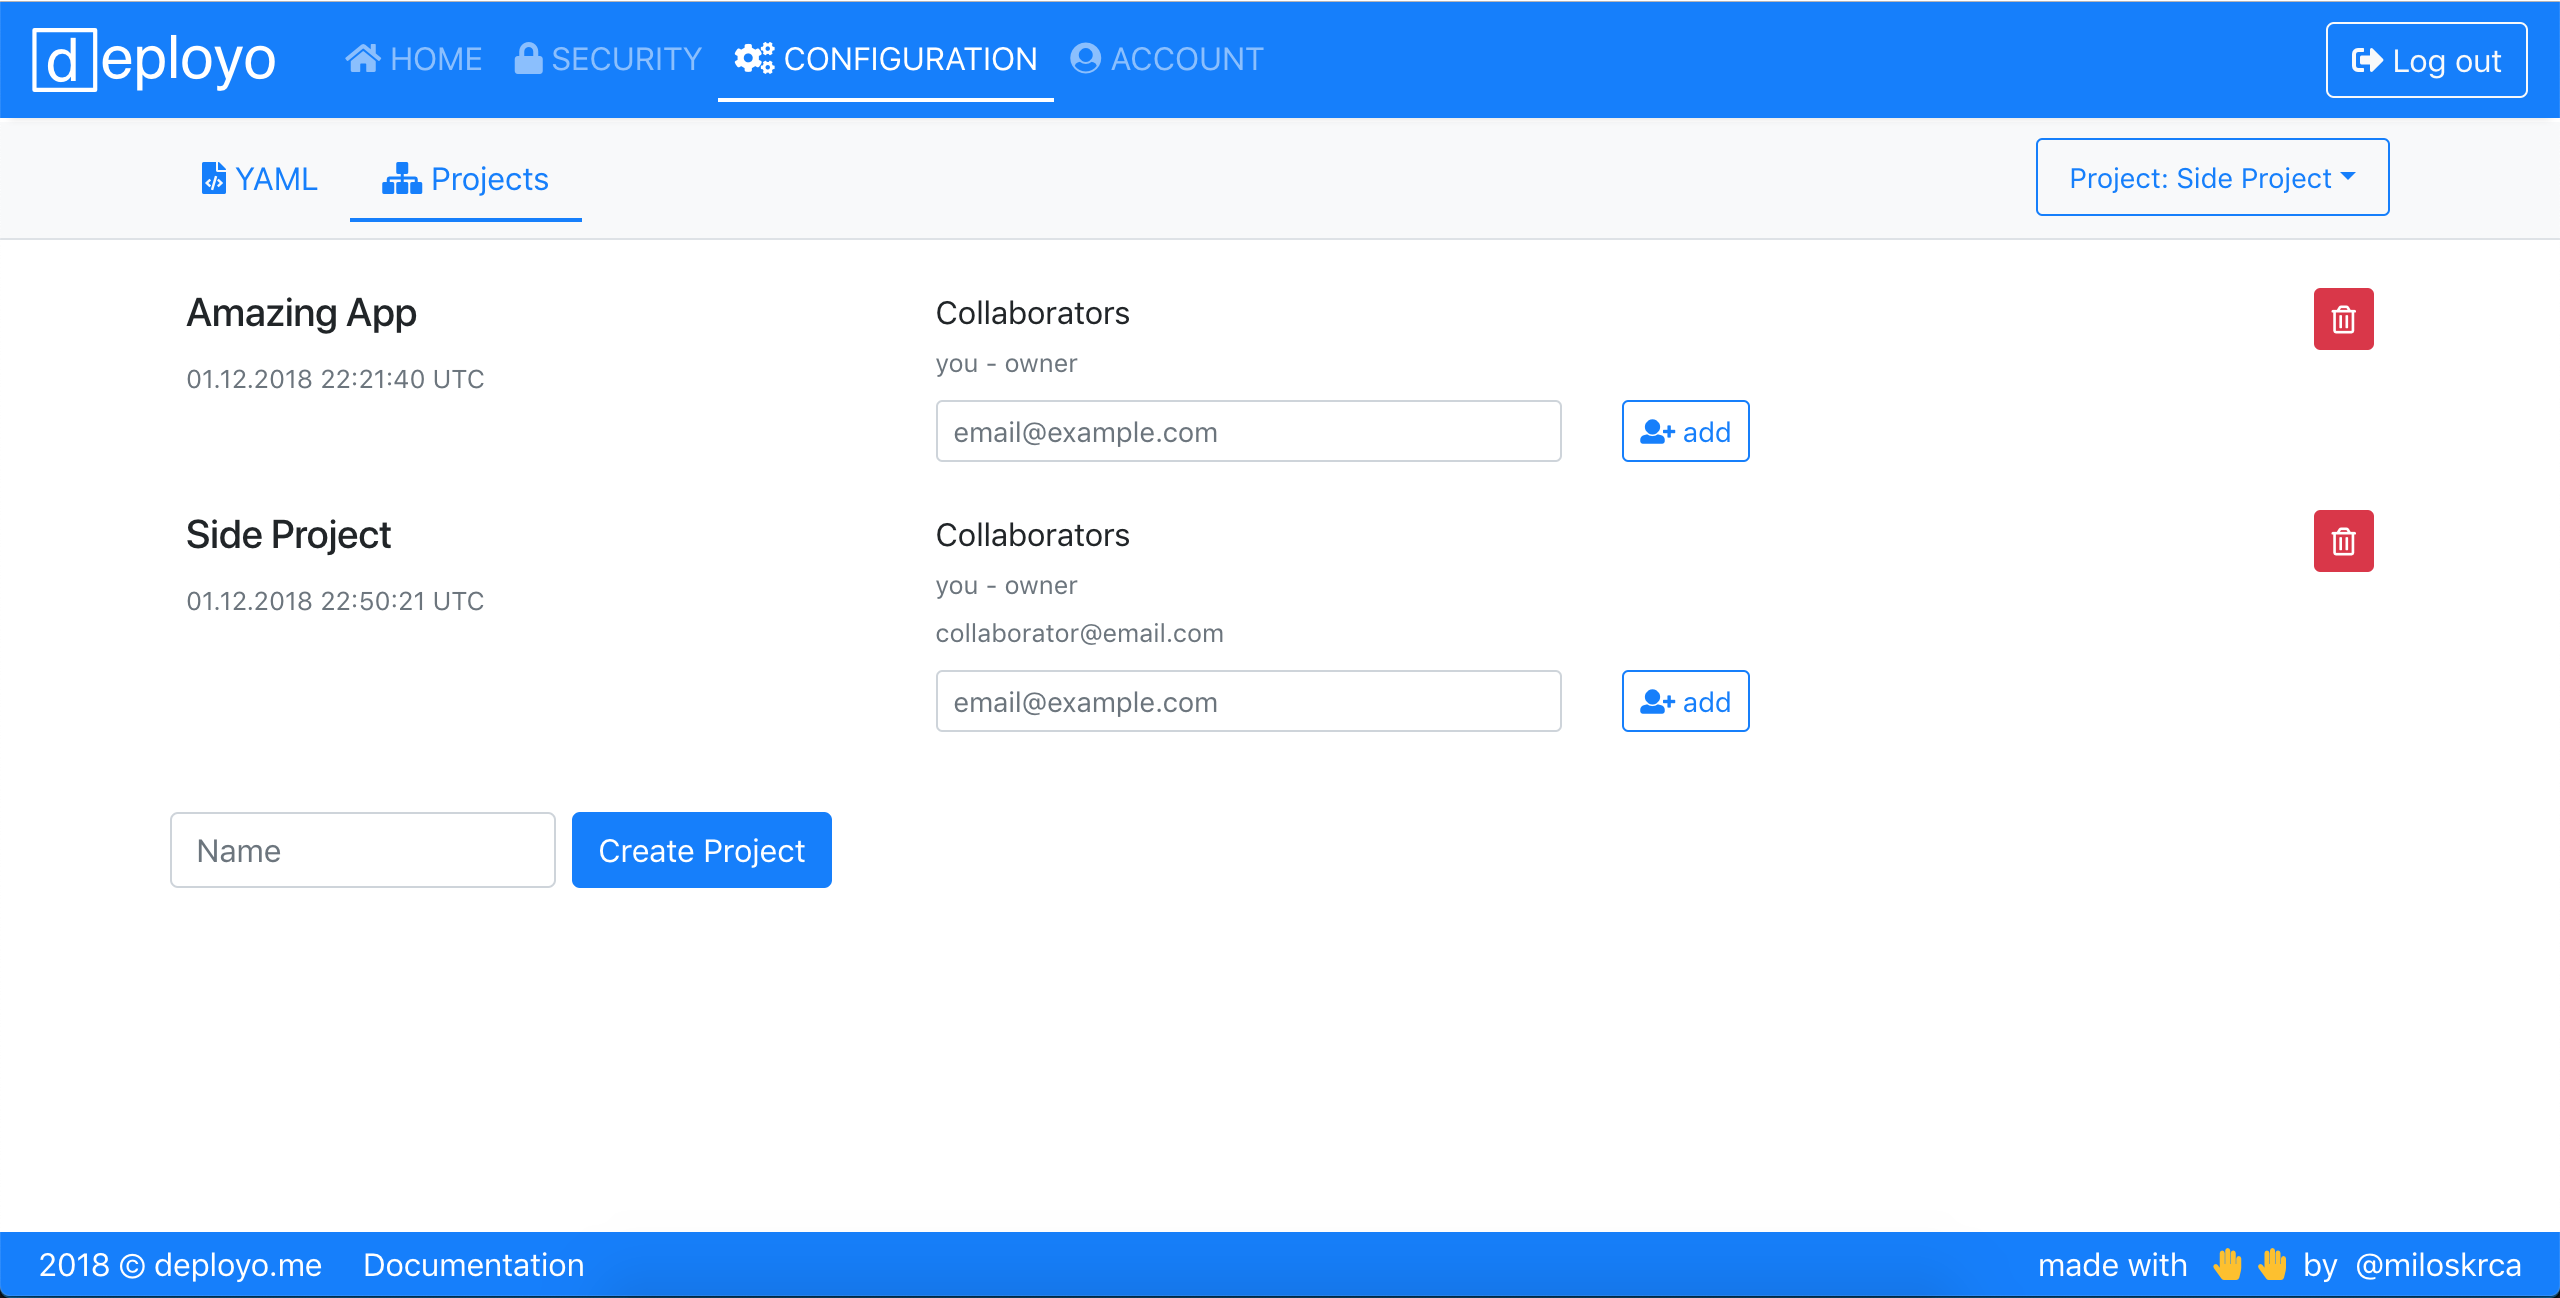 deployo HOME SECURITY CONFIGURATION ACCOUNT Log out
YAML Projects Project: Side Project
Amazing App
01.12.2018 22:21:40 UTC
Collaborators
you - owner
email@example.com add
Side Project
01.12.2018 22:50:21 UTC
Collaborators
you - owner
collaborator@email.com
email@example.com add
Name Create Project
2018 © deployo.me Documentation made with 🤚 🤚 by @miloskrca